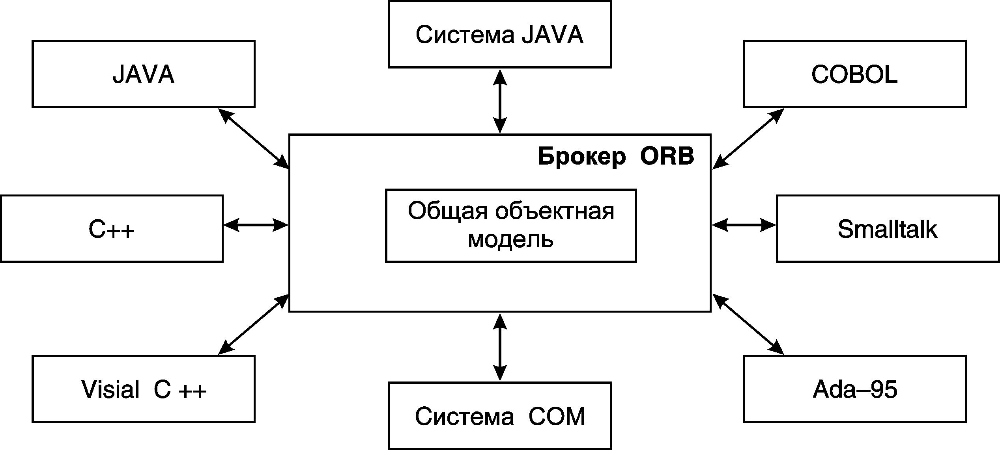 Система JAVA
JAVA
COBOL
Брокер ORB
Общая объектная
модель
C++
Smalltalk
Visial C ++
Ada–95
Система COM